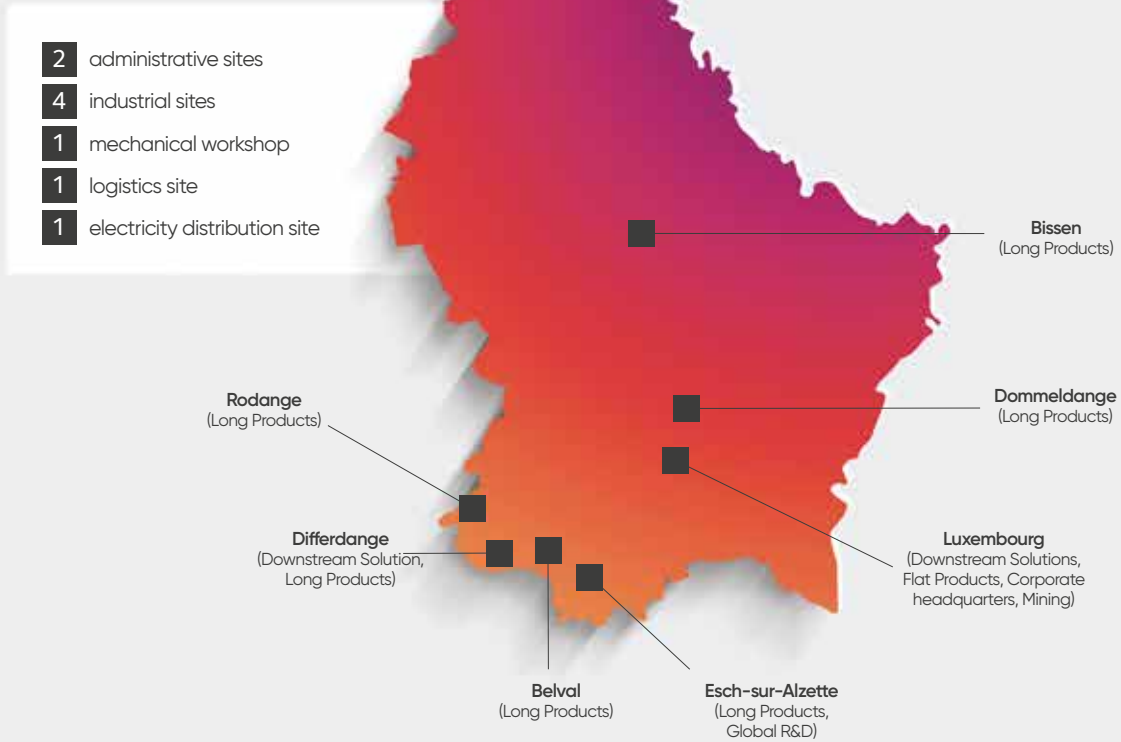 2 administrative sites
4 industrial sites
1 mechanical workshop
1 logistics site
1 electricity distribution site
Bissen
(Long Products)
Dommeldange
(Long Products)
Rodange
(Long Products)
Differdange
(Downstream Solution,
Long Products)
Luxembourg
(Downstream Solutions,
Flat Products, Corporate
headquarters, Mining)
Belval
(Long Products)
Esch-sur-Alzette
(Long Products,
Global R&D)